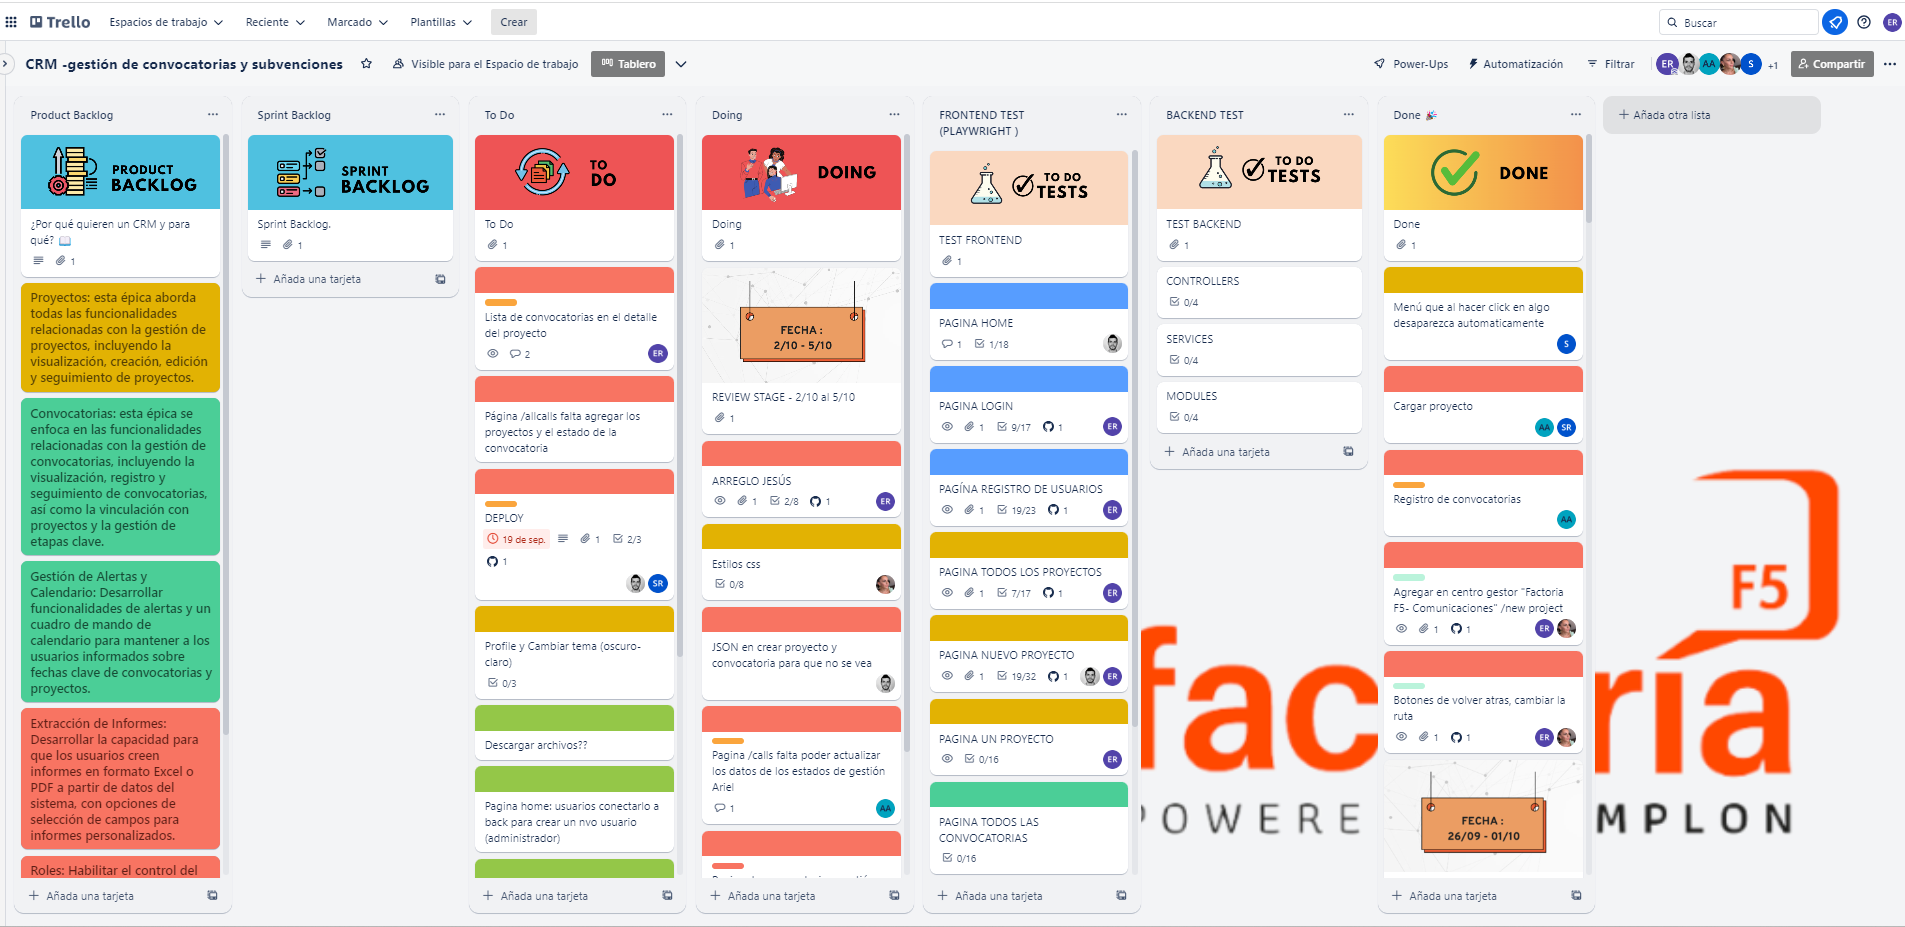 Trello
Espacios de trabajo
Reciente
Marcado
Plantillas
Crear
Buscar
ER
CRM -gestión de convocatorias y subvenciones
Visible para el Espacio de trabajo
Tablero
Power-Ups
Automatización
Filtrar
ER
AA
S
+1
Compartir
Product Backlog
PRODUCT
BACKLOG
¿Por qué quieren un CRM y para
qué?
1
Proyectos: esta épica aborda
todas las funcionalidades
relacionadas con la gestión de
proyectos, incluyendo la
visualización, creación, edición
y seguimiento de proyectos.
Convocatorias: esta épica se
enfoca en las funcionalidades
relacionadas con la gestión de
convocatorias, incluyendo la
visualización, registro y
seguimiento de convocatorias,
así como la vinculación con
proyectos y la gestión de
etapas clave.
Gestión de Alertas y
Calendario: Desarrollar
funcionalidades de alertas y un
cuadro de mando de
calendario para mantener a los
usuarios informados sobre
fechas clave de convocatorias y
proyectos.
Extracción de Informes:
Desarrollar la capacidad para
que los usuarios creen
informes en formato Excel o
PDF a partir de datos del
sistema, con opciones de
selección de campos para
informes personalizados.
Roles: Habilitar el control del
Añada una tarjeta
Sprint Backlog
SPRINT
BACKLOG
Sprint Backlog.
1
Añada una tarjeta
To Do
TO
DO
To Do
1
Lista de convocatorias en el detalle
del proyecto
2
ER
Página /allcalls falta agregar los
proyectos y el estado de la
convocatoria
DEPLOY
19 de sep.
1
2/3
1
SR
Profile y Cambiar tema (oscuro-
claro)
0/3
Descargar archivos??
Pagina home: usuarios conectarlo a
back para crear un nvo usuario
(administrador)
Añada una tarjeta
Doing
DOING
Doing
1
FECHA :
2/10 - 5/10
REVIEW STAGE - 2/10 al 5/10
1
ARREGLO JESÚS
1
2/8
1
ER
Estilos css
0/8
JSON en crear proyecto y
convocatoria para que no se vea
Pagina /calls falta poder actualizar
los datos de los estados de gestión
Ariel
1
AA
Añada una tarjeta
FRONTEND TEST
(PLAYWRIGHT )
TO DO
TESTS
TEST FRONTEND
1
PAGINA HOME
1
1/18
PAGINA LOGIN
1
9/17
1
ER
PAGÍNA REGISTRO DE USUARIOS
1
19/23
1
ER
PAGINA TODOS LOS PROYECTOS
1
7/17
1
ER
PAGINA NUEVO PROYECTO
1
19/32
1
ER
PAGINA UN PROYECTO
0/16
ER
PAGINA TODOS LAS
CONVOCATORIAS
0/16
Añada una tarjeta
BACKEND TEST
TO DO
TESTS
TEST BACKEND
1
CONTROLLERS
0/4
SERVICES
0/4
MODULES
0/4
Añada una tarjeta
Done
DONE
Done
1
Menú que al hacer click en algo
desaparezca automaticamente
S
Cargar proyecto
AA
SR
Registro de convocatorias
AA
Agregar en centro gestor "Factoria
F5- Comunicaciones" /new project
1
1
ER
Botones de volver atras, cambiar la
ruta
1
1
ER
FECHA :
26/09 - 01/10
Añada una tarjeta
Añada otra lista
F5
fac
ría
POWERE
MPLON